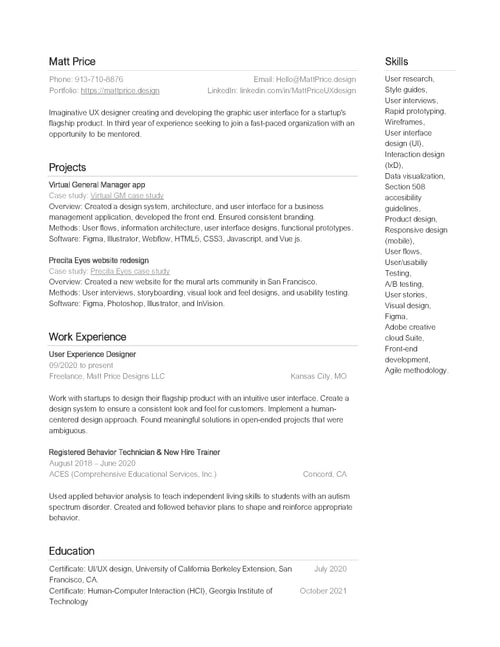 Matt Price
Phone: 913-710-8876
Email: Hello@MattPrice.design
Portfolio: https://mattprice.design
LinkedIn: linkedin.com/in/MattPriceUXdesign
Imaginative UX designer creating and developing the graphic user interface for a startup's
flagship product. In third year of experience seeking to join a fast-paced organization with an
opportunity to be mentored.
Projects
Virtual General Manager app
Case study: Virtual GM case study
Overview: Created a design system, architecture, and user interface for a business
management application, developed the front end. Ensured consistent branding.
Methods: User flows, information architecture, user interface designs, functional prototypes.
Software: Figma, Illustrator, Webflow, HTML5, CSS3, Javascript, and Vue js.
Precita Eyes website redesign
Case study: Precita Eyes case study
Overview: Created a new website for the mural arts community in San Francisco.
Methods: User interviews, storyboarding, visual look and feel designs, and usability testing.
Software: Figma, Photoshop, Illustrator, and InVision.
Work Experience
User Experience Designer
09/2020 to present
Freelance, Matt Price Designs LLC
Kansas City, MO
Work with startups to design their flagship product with an intuitive user interface. Create a
design system to ensure a consistent look and feel for customers. Implement a human-
centered design approach. Found meaningful solutions in open-ended projects that were
ambiguous.
Registered Behavior Technician & New Hire Trainer
August 2018 – June 2020
ACES (Comprehensive Educational Services, Inc.)
Concord, CA
Used applied behavior analysis to teach independent living skills to students with an autism
spectrum disorder. Created and followed behavior plans to shape and reinforce appropriate
behavior.
Education
Certificate: UI/UX design, University of California Berkeley Extension, San
Francisco, CA.
July 2020
Certificate: Human-Computer Interaction (HCI), Georgia Institute of
Technology
October 2021
Skills
User research,
Style guides,
User interviews,
Rapid prototyping,
Wireframes,
User interface
design (UI),
Interaction design
(IxD),
Data visualization,
Section 508
accesibility
guidelines,
Product design,
Responsive design
(mobile),
User flows,
User/usabiliy
Testing,
A/B testing,
User stories,
Visual design,
Figma,
Adobe creative
cloud Suite,
Front-end
development,
Agile methodology.